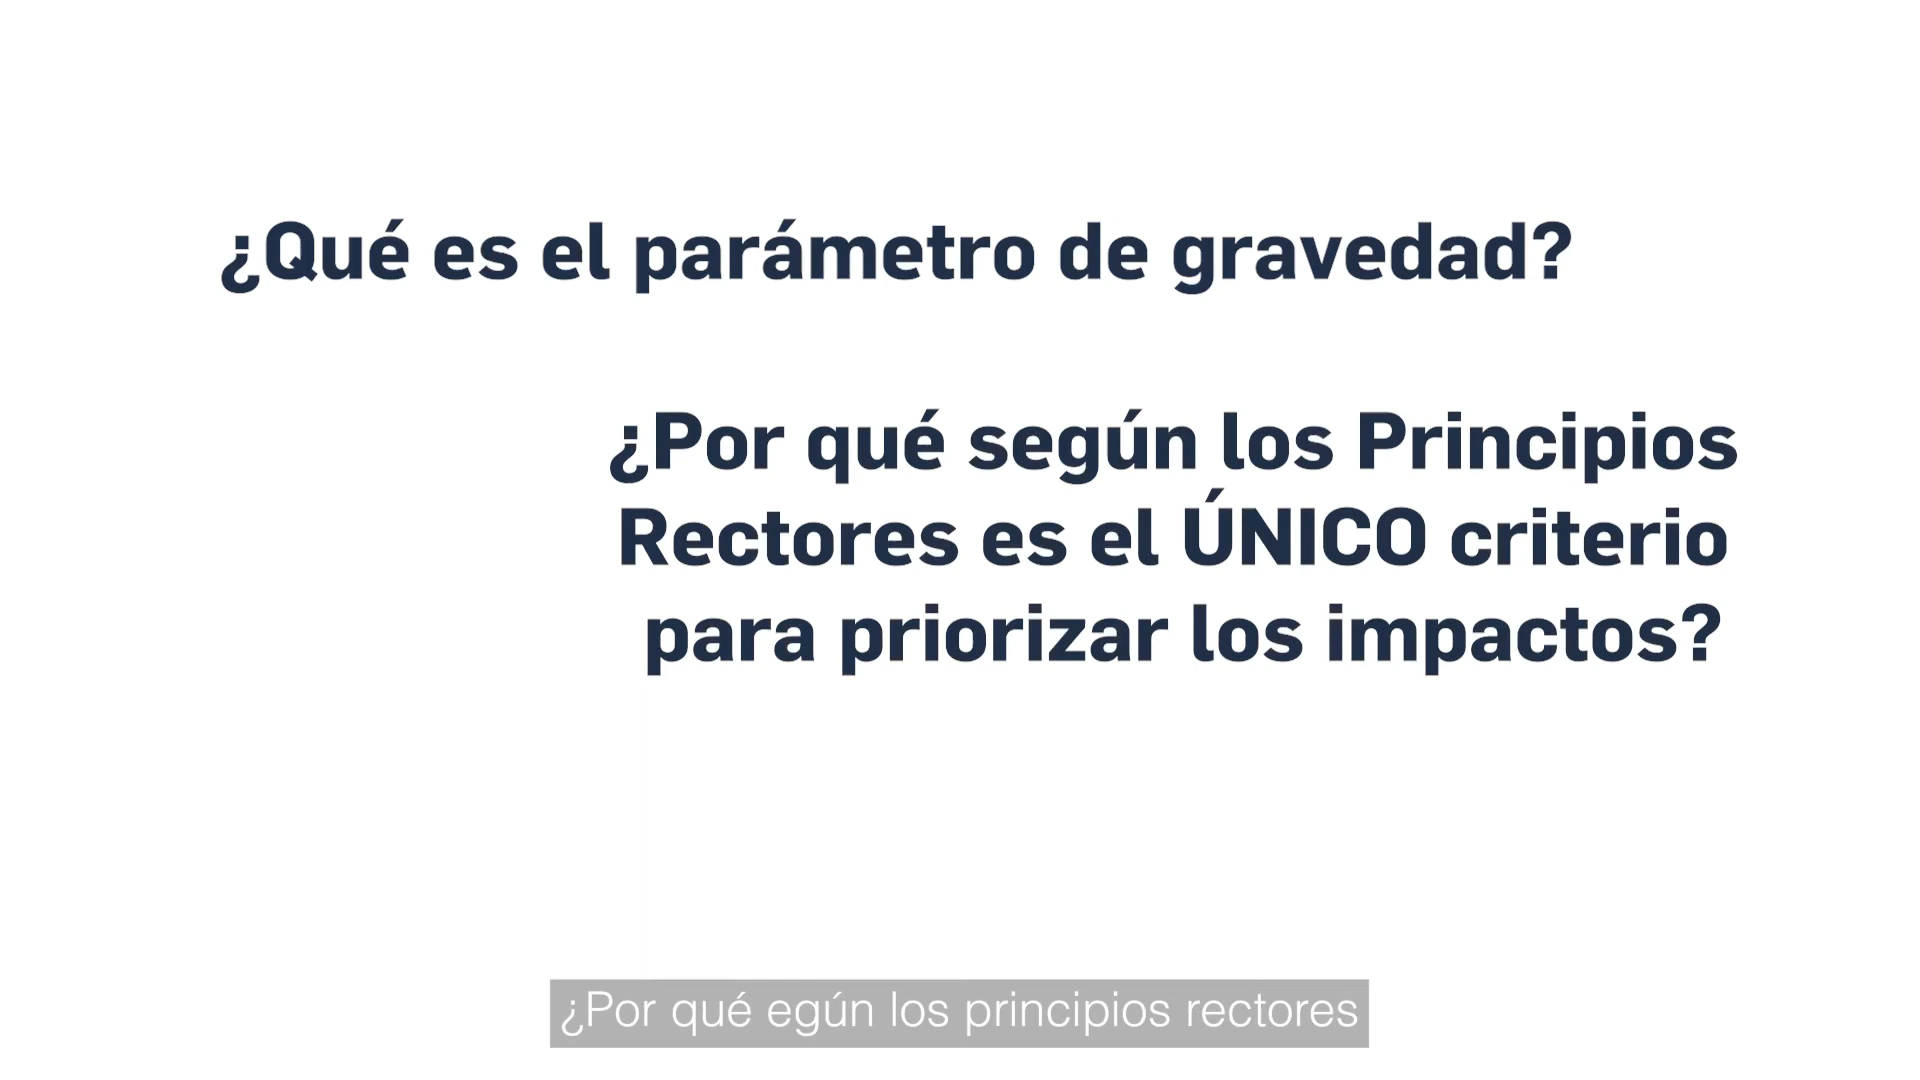 ¿Qué es el parámetro de gravedad?
¿Por qué según los Principios
Rectores es el ÚNICO criterio
para priorizar los impactos?
¿Por qué egún los principios rectores